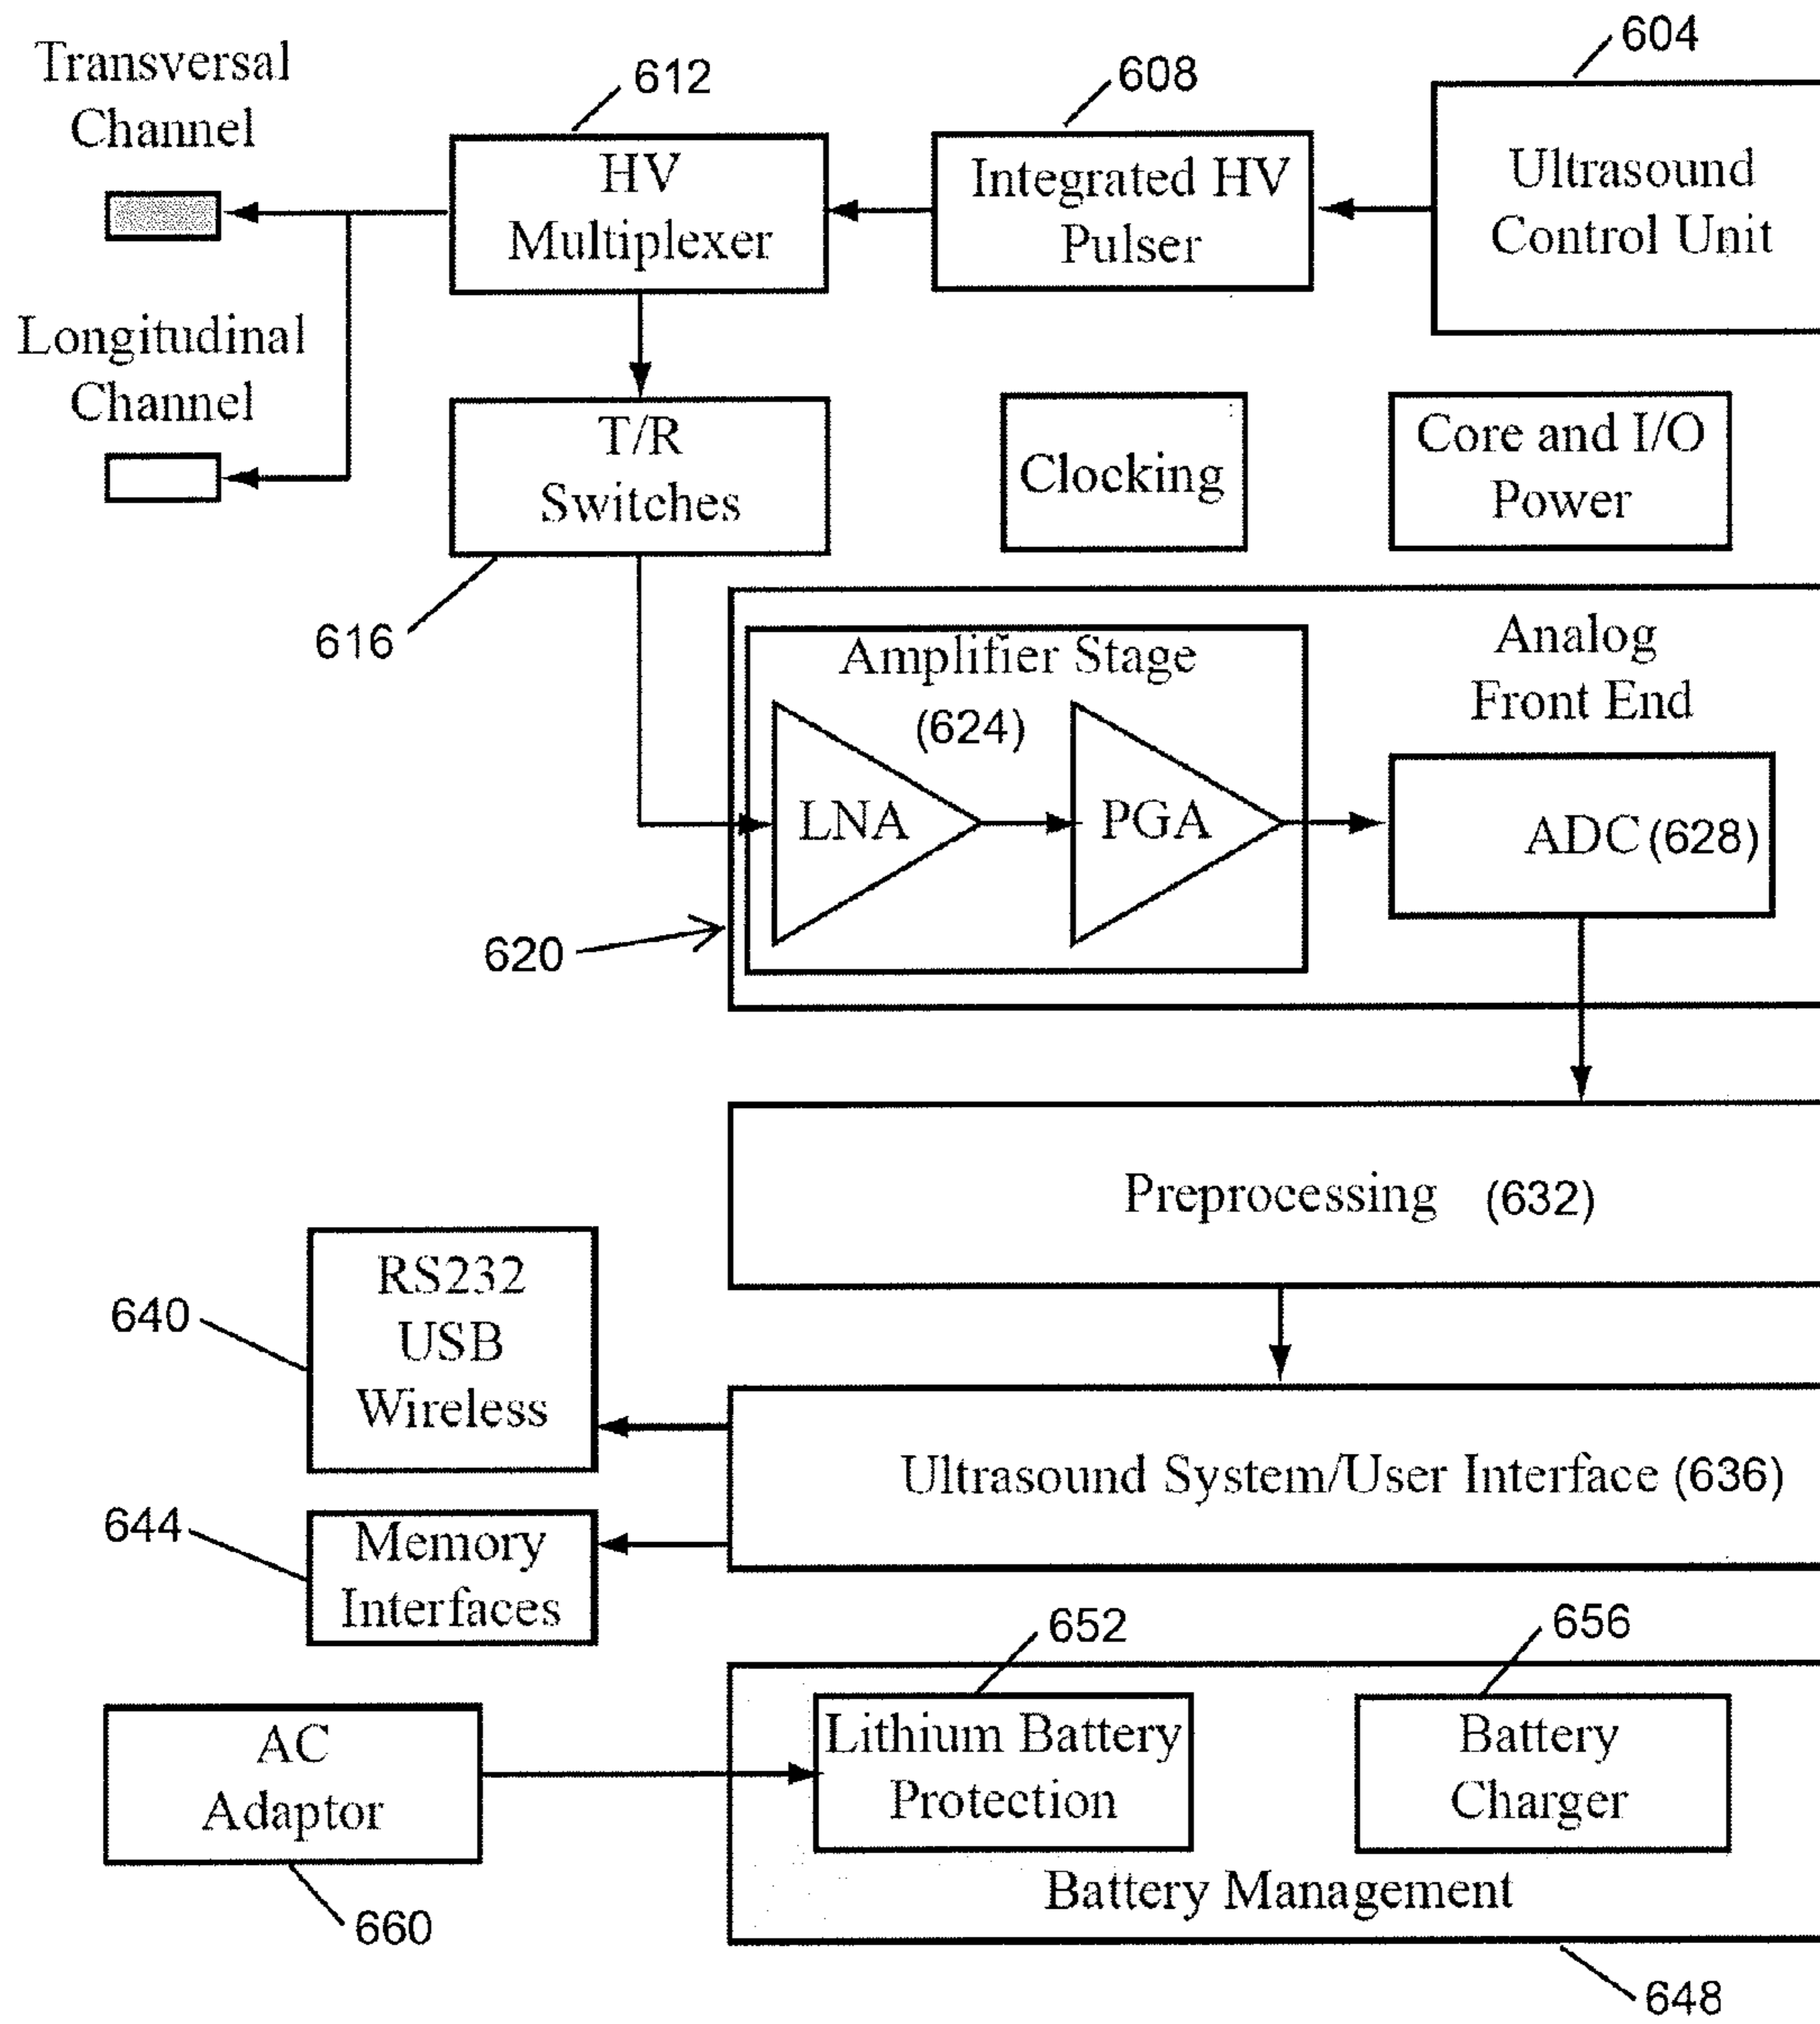 604
612
608
Transversal
Channel
HV
Multiplexer
Integrated HV
Pulser
Ultrasound
Control Unit
Longitudinal
Channel
T/R
Switches
Clocking
Core and I/O
Power
616
Amplifier Stage
(624)
Analog
Front End
LNA
PGA
ADC (628)
620
Preprocessing (632)
640
RS232
USB
Wireless
Ultrasound System/User Interface (636)
644
Memory
Interfaces
652
656
AC
Adaptor
Lithium Battery
Protection
Battery
Charger
Battery Management
660
648